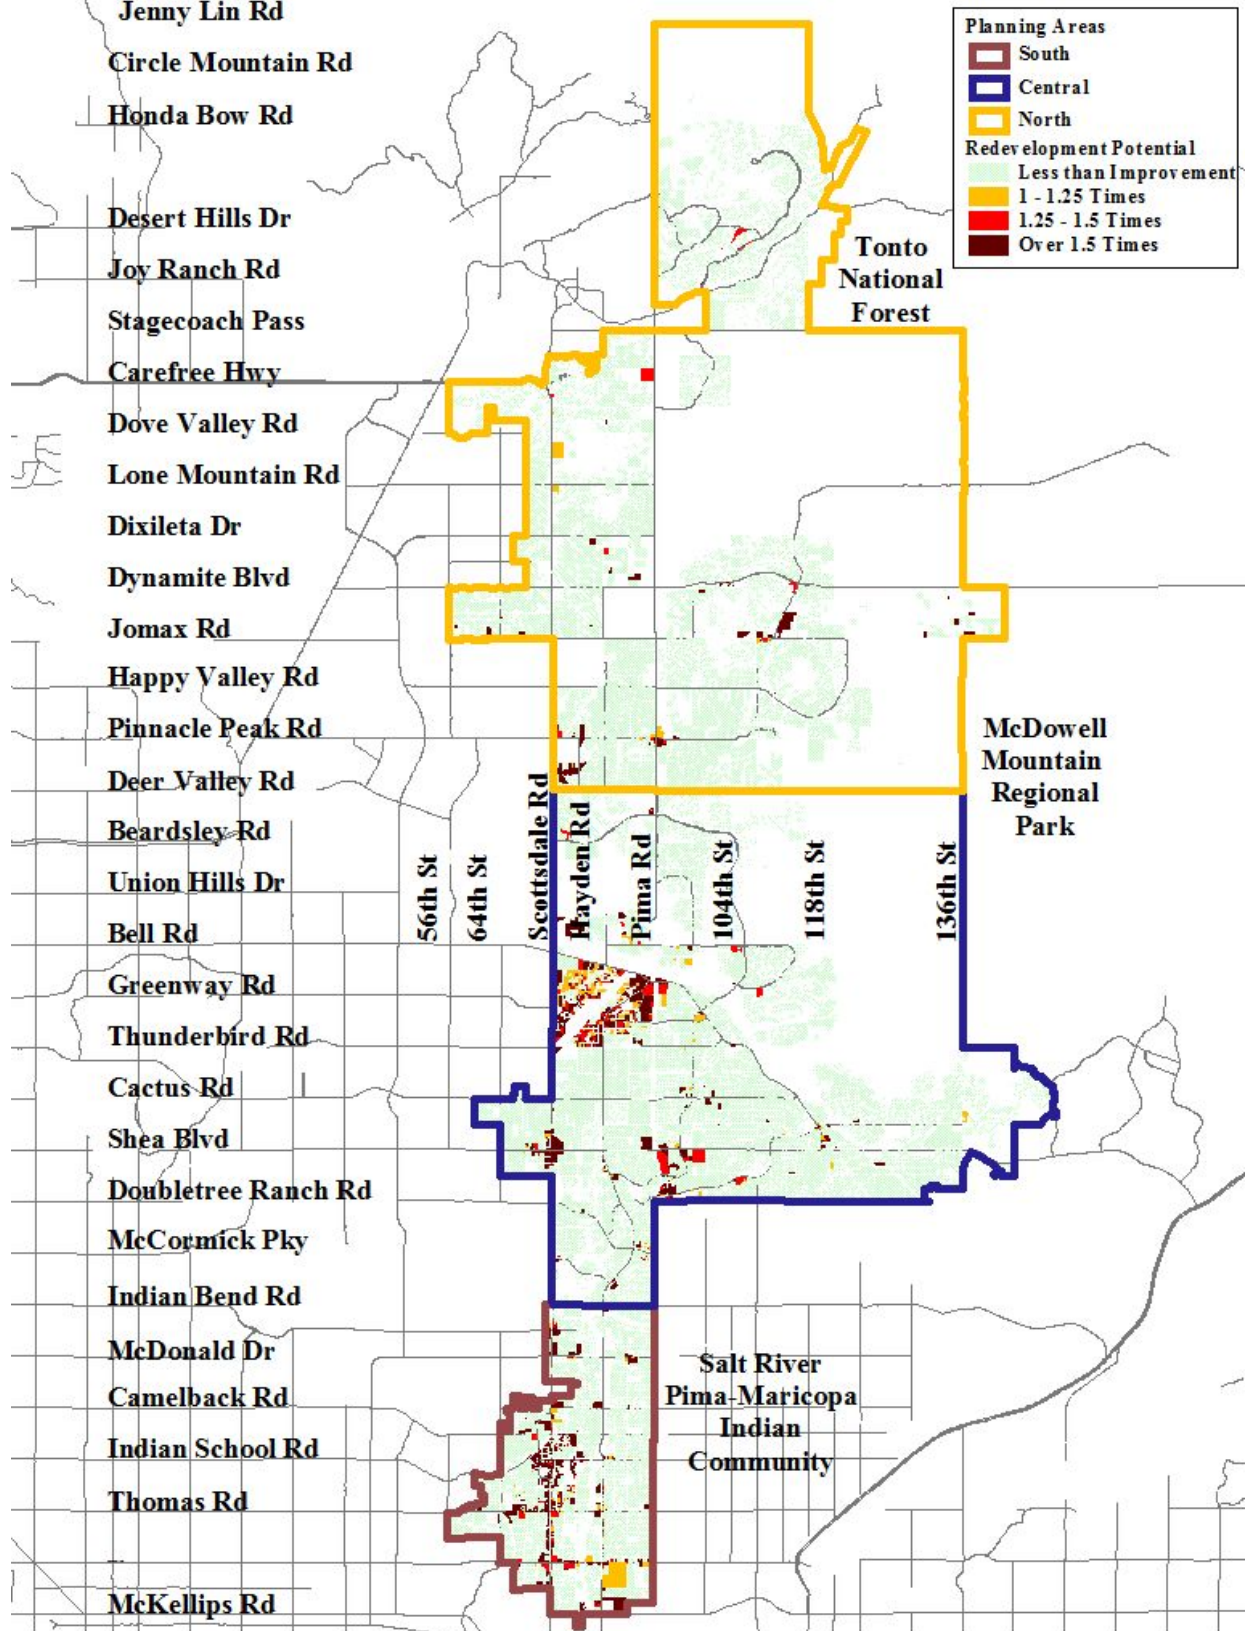 Jenny Lin Rd
Circle Mountain Rd
Honda Bow Rd
Desert Hills Dr
Joy Ranch Rd
Stagecoach Pass
Carefree Hwy
Dove Valley Rd
Lone Mountain Rd
Dixileta Dr
Dynamite Blvd
Jomax Rd
Happy Valley Rd
Pinnacle Peak Rd
Deer Valley Rd
Beardsley Rd
Union Hills Dr
Bell Rd
Greenway Rd
Thunderbird Rd
Cactus Rd
Shea Blvd
Doubletree Ranch Rd
McCormick Pky
Indian Bend Rd
McDonald Dr
Camelback Rd
Indian School Rd
Thomas Rd
McKellips Rd
56th St
64th St
Scottsdale Rd
Hayden Rd
Pima Rd
104th St
118th St
136th St
Planning Areas
South
Central
North
Redevelopment Potential
Less than Improvement
1 - 1.25 Times
1.25 - 1.5 Times
Over 1.5 Times
Tonto
National
Forest
McDowell
Mountain
Regional
Park
Salt River
Pima-Maricopa
Indian
Community